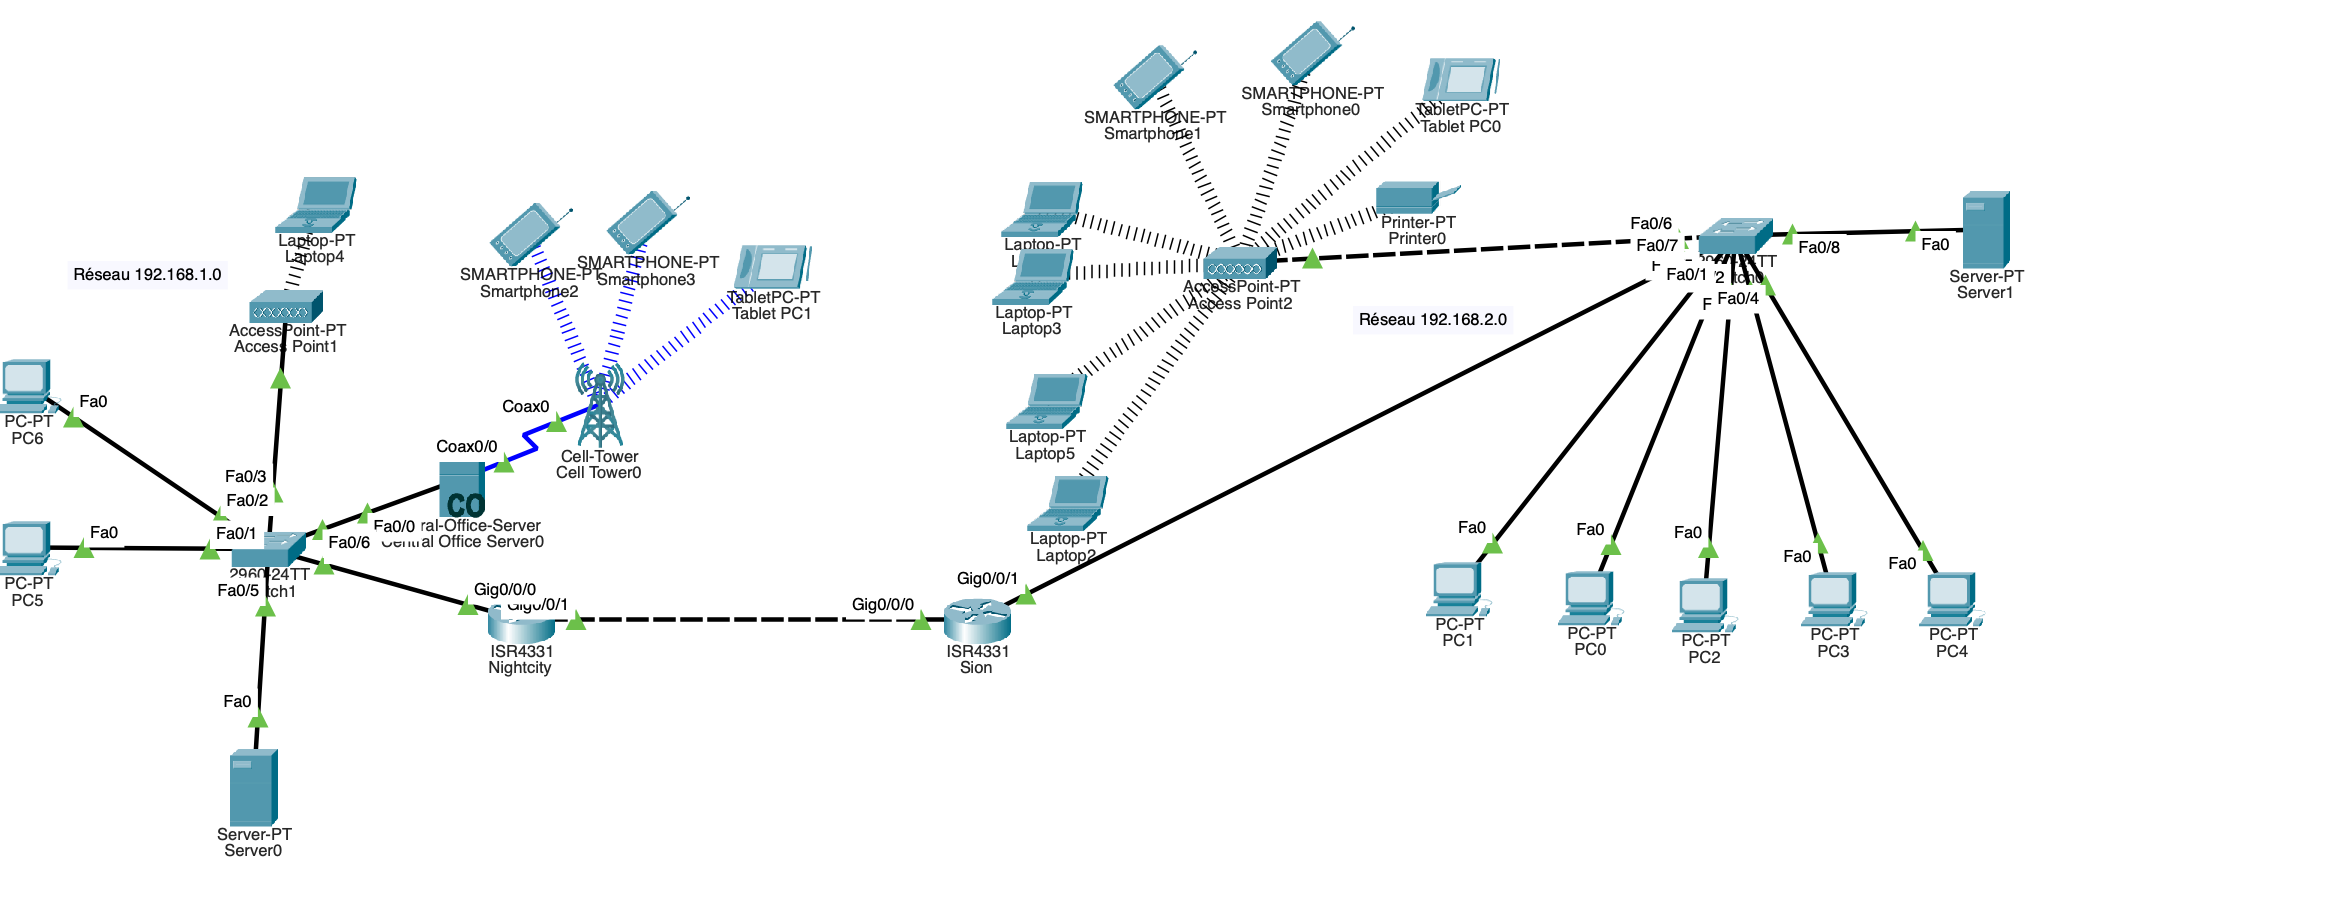 SMARTPHONE-PT
Smartphone1
SMARTPHONE-PT
Smartphone0
TabletPC-PT
Tablet PC0
Laptop-PT
Laptop4
Réseau 192.168.1.0
SMARTPHONE-PT
Smartphone2
SMARTPHONE-PT
Smartphone3
TabletPC-PT
Tablet PC1
Laptop-PT
Printer-PT
Printer0
Fa0/6
Fa0/7
Fa0/1
Fa0/4
Fa0/8
Fa0
Server-PT
Server1
AccessPoint-PT
Access Point1
Laptop-PT
Laptop3
AccessPoint-PT
Access Point2
Réseau 192.168.2.0
PC-PT
PC6
Fa0
Coax0
Coax0/0
Cell-Tower
Cell Tower0
Laptop-PT
Laptop5
Fa0/3
Fa0/2
Fa0/1
Fa0
PC-PT
PC5
Fa0/0
Fa0/6
ral-Office-Server
Central Office Server0
2960-24TT
tch1
Fa0/5
Laptop-PT
Laptop2
Gig0/0/0
Gig0/0/1
ISR4331
Nightcity
Gig0/0/0
Gig0/0/1
ISR4331
Sion
Fa0
PC-PT
PC1
Fa0
PC-PT
PC0
Fa0
PC-PT
PC2
Fa0
PC-PT
PC3
Fa0
PC-PT
PC4
Fa0
Server-PT
Server0